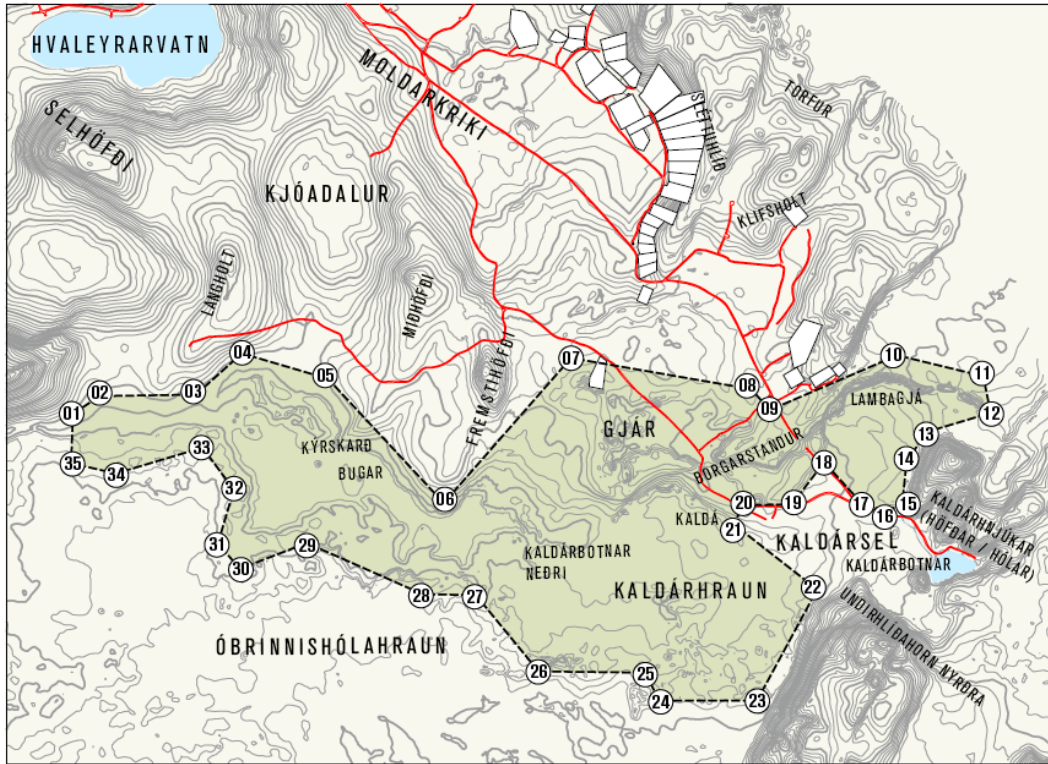 HVALEYRARVATN
MOLDARKRIKI
TORFUR
SLÉTTUHLÍÐ
SELHÖFÐI
KJÓADALUR
KLIFSHOLT
LANGHOLT
MIÐHÖFÐI
FREMSTIHÖFÐI
04
07
10
05
11
08
02
01
03
09
LAMBAGJÁ
12
GJÁR
13
KÝRSKARÐ
33
BORGARSTANDUR
35
34
BUGAR
18
14
32
06
20
19
17
15
16
KALDÁ
21
KALDÁRSEL
KALDÁRHNJÚKAR
(HÖFÐAR / HÓLAR)
31
29
30
KALDÁRBOTNAR
NEÐRI
KALDÁRBOTNAR
28
27
KALDÁRHRAUN
22
UNDIRHLÍÐAHORN NYRÐRA
ÓBRINNISHÓLAHRAUN
26
25
24
23